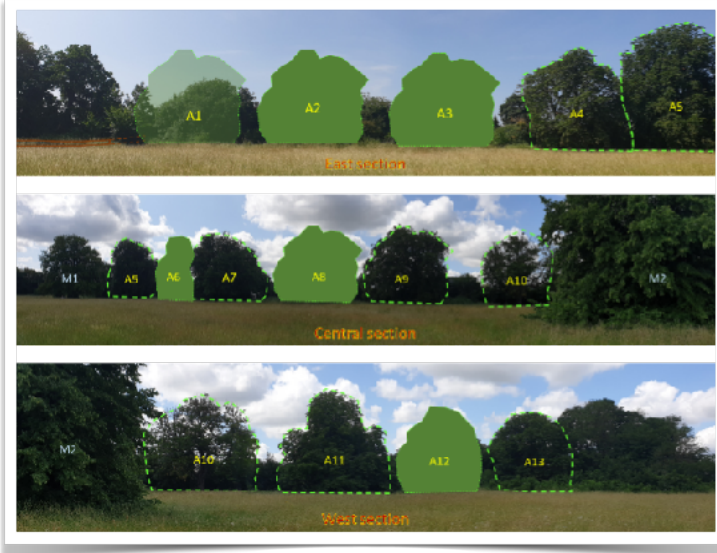 A1
A2
A3
A4
A5
East section
M1
A5
A6
A7
A8
A9
A10
M2
Central section
M2
A10
A11
A12
A13
West section